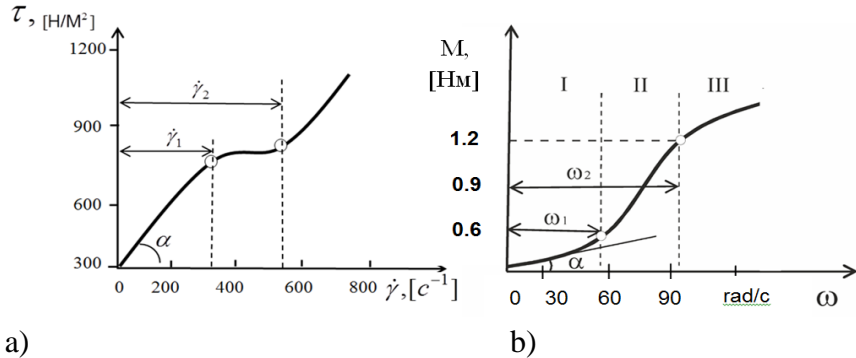 τ, [Н/М²]
1200
900
600
300
γ̇₂
γ̇₁
α
0 200 400 600 800 γ̇,[c⁻¹]
a)
М,
[Нм]
1.2
0.9
0.6
I II III
ω₂
ω₁
α
0 30 60 90 rad/c ω
b)